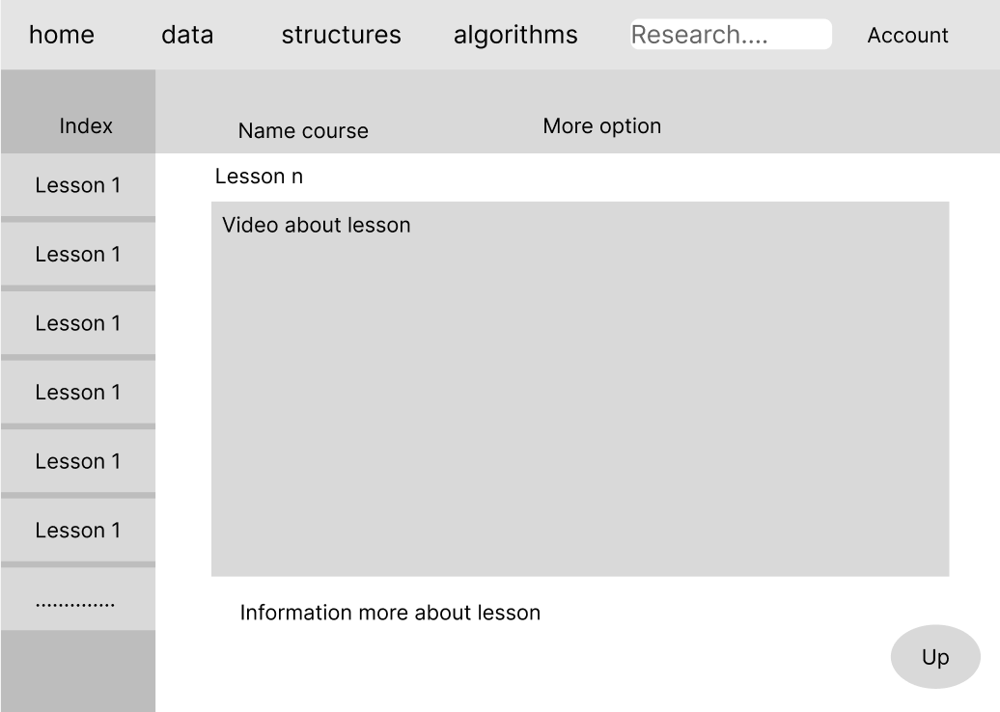 home data structures algorithms Research.... Account
Index Name course More option
Lesson n
Lesson 1
Video about lesson
Lesson 1
Lesson 1
Lesson 1
Lesson 1
Lesson 1
..............
Information more about lesson
Up